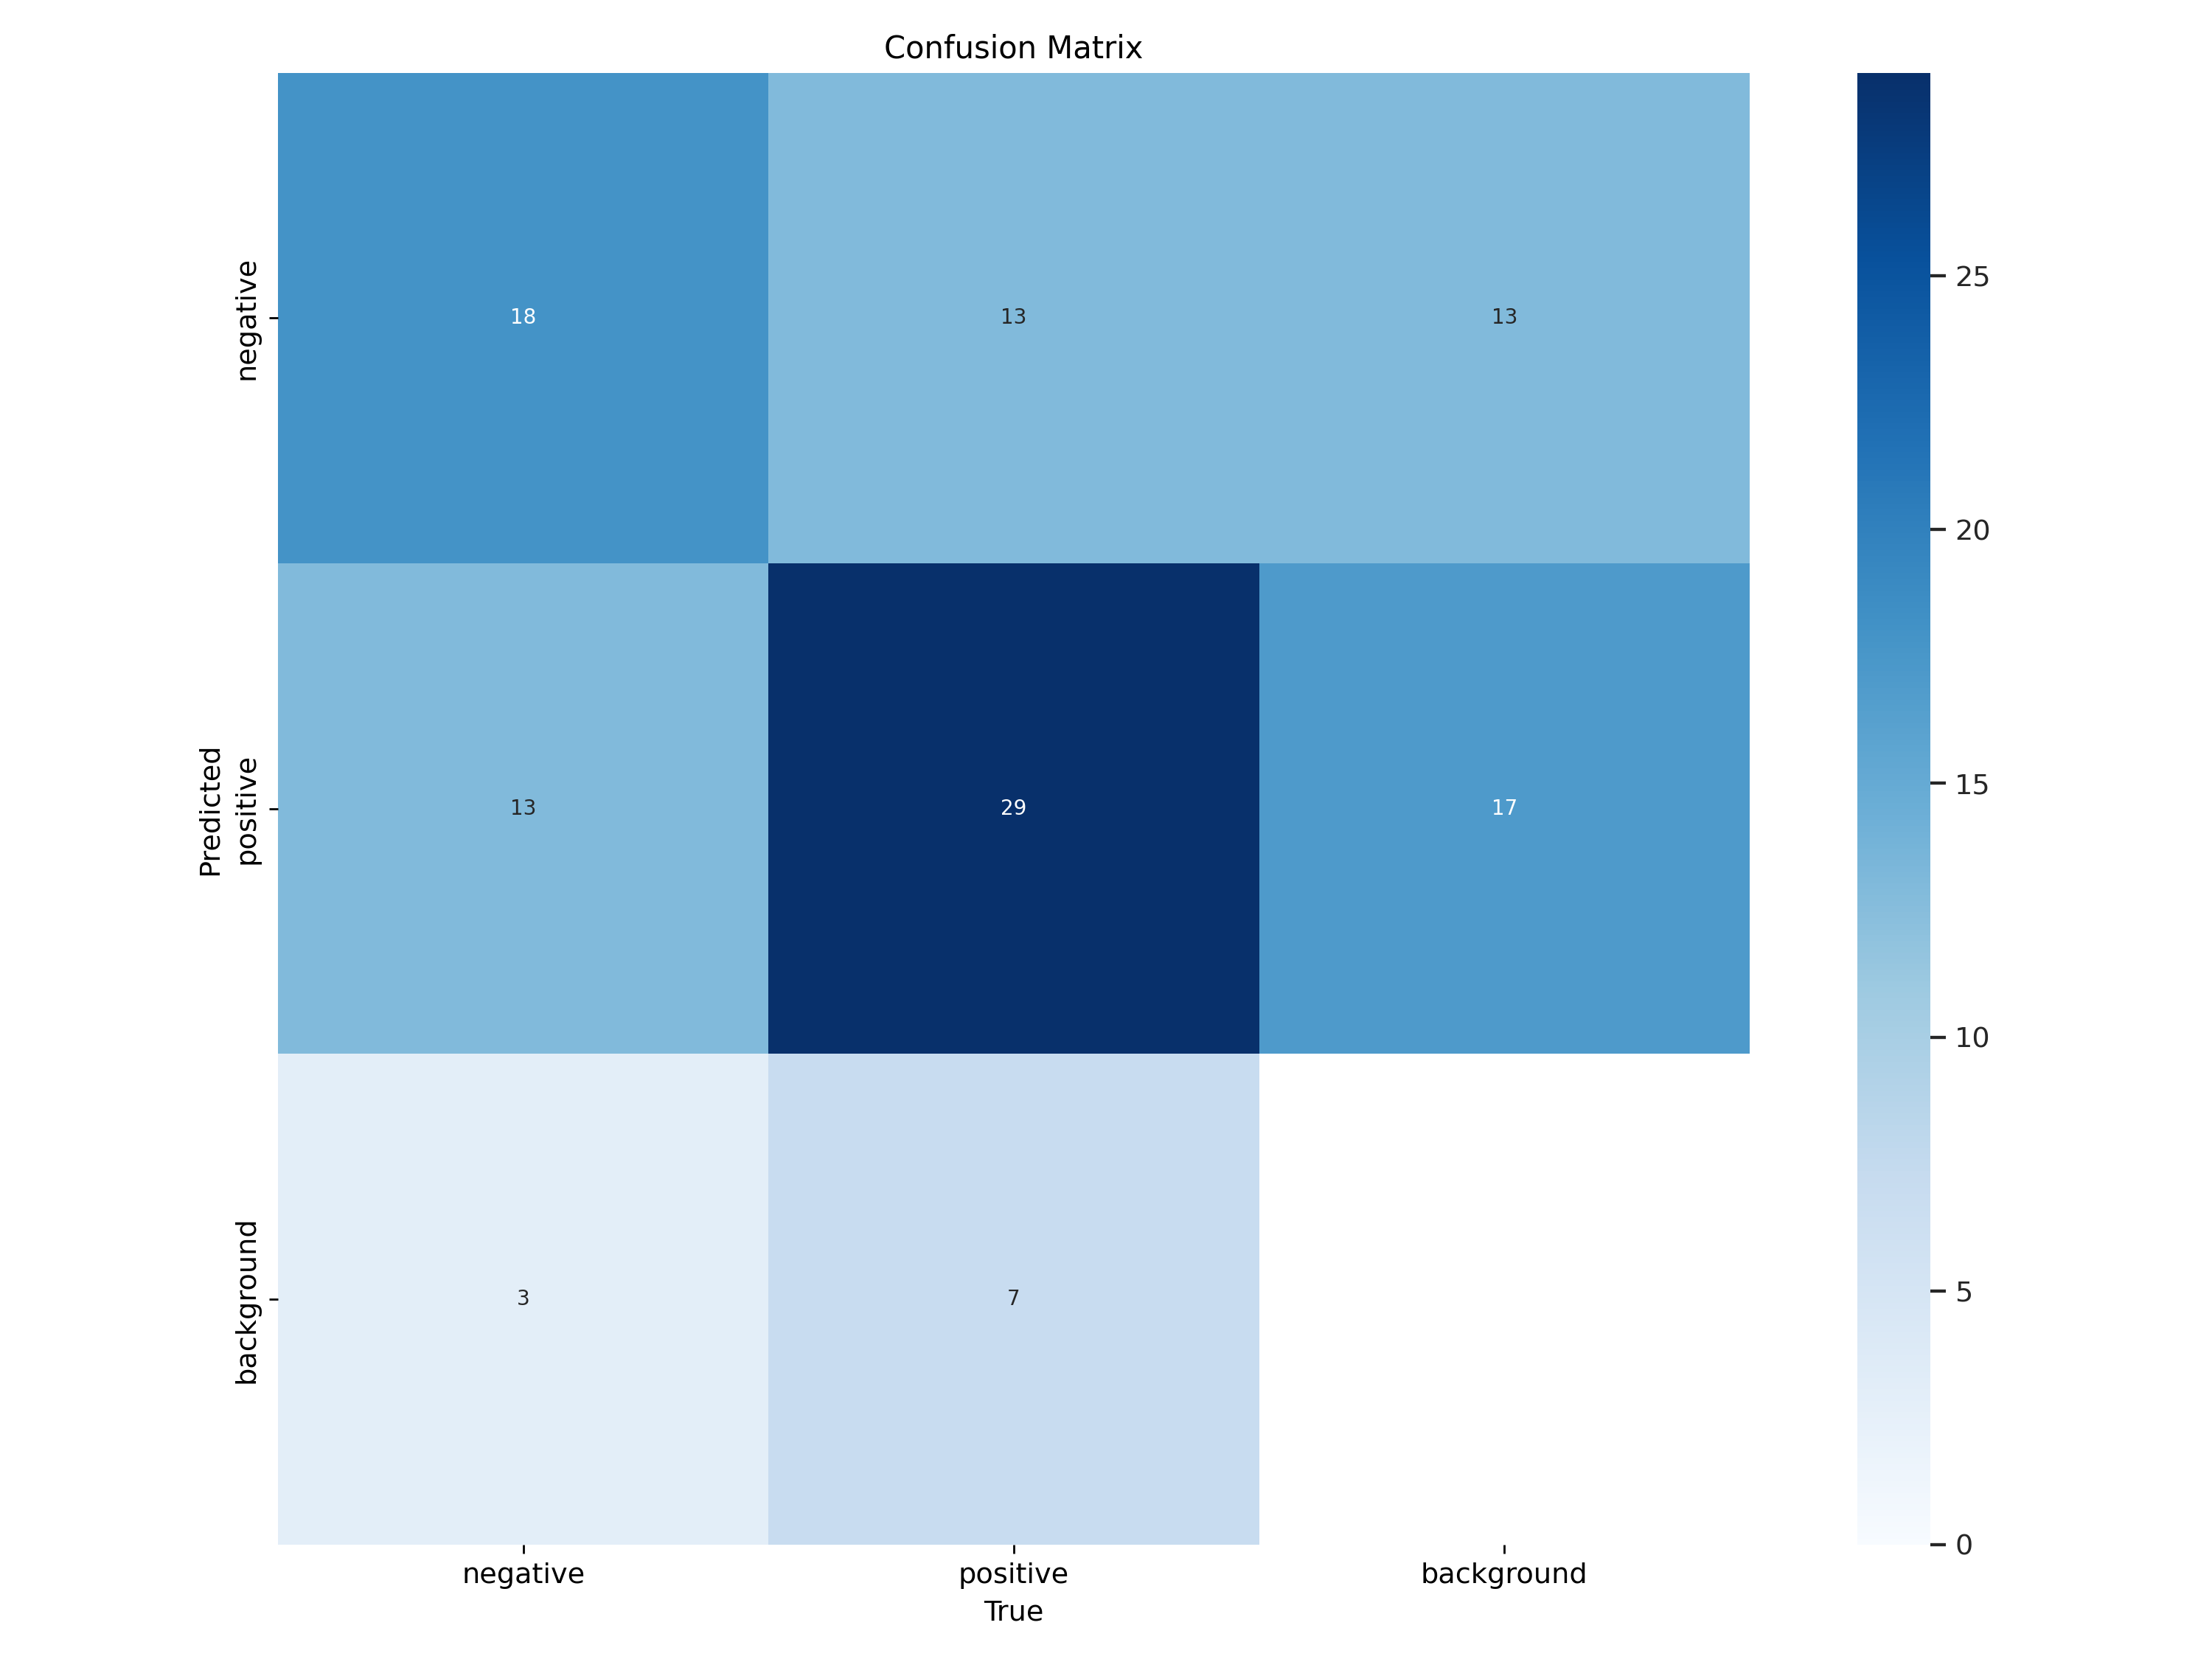 Confusion Matrix
negative
18 13 13
Predicted
positive
13 29 17
background
3 7
negative positive background
True
25
20
15
10
5
0